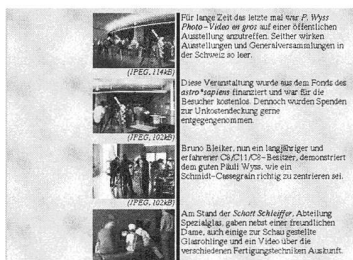 Für lange Zeit das letzte mal war P. Wyss
Photo-Video en gros auf einer öffentlichen
Ausstellung anzutreffen. Seither wirken
Ausstellungen und Generalversammlungen in
der Schweiz so leer.
(JPEG, 114kB)
Diese Veranstaltung wurde aus dem Fonds des
astro*sapiens finanziert und war für die
Besucher kostenlos. Dennoch wurden Spenden
zur Unkostendeckung gerne
entgegengenommen.
(JPEG, 102kB)
Bruno Bleiker, nun ein langjähriger und
erfahrener C8/C11/C8-Besitzer, demonstriert
dem guten Päuli Wyss, wie ein
Schmidt-Cassegrain richtig zu zentrieren sei.
(JPEG, 102kB)
Am Stand der Schott Schleiffer, Abteilung
Spezialglas, gaben nebst einer freundlichen
Dame, auch einige zur Schau gestellte
Glasrohlinge und ein Video über die
verschiedenen Fertigungstechniken Auskunft.